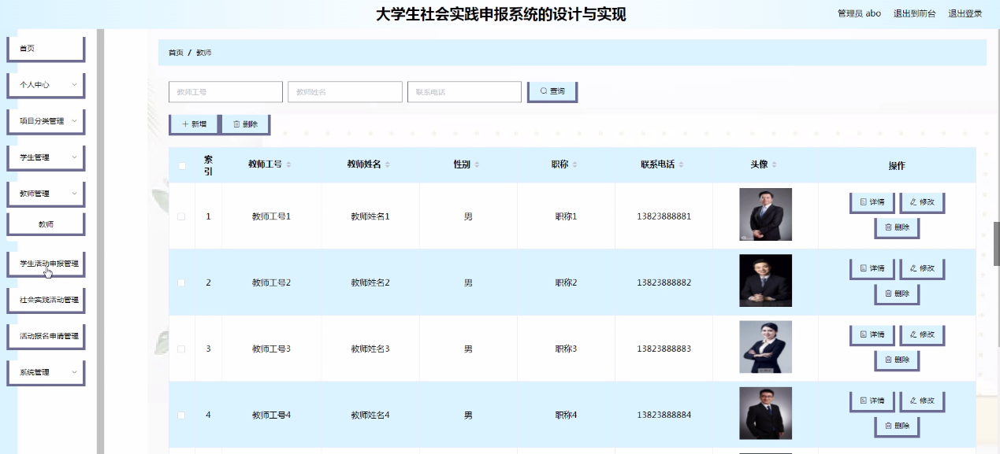 大学生社会实践申报系统的设计与实现
管理员 abo 退出到前台 退出登录
首页
个人中心
项目分类管理
学生管理
教师管理
教师
学生活动申报管理
社会实践活动管理
活动报名申请管理
系统管理
首页 / 教师
教师工号 教师姓名 联系电话 查询
新增 删除
索引 教师工号 教师姓名 性别 职称 联系电话 头像 操作
1 教师工号1 教师姓名1 男 职称1 13823888881 详情 修改
删除
2 教师工号2 教师姓名2 男 职称2 13823888882 详情 修改
删除
3 教师工号3 教师姓名3 男 职称3 13823888883 详情 修改
删除
4 教师工号4 教师姓名4 男 职称4 13823888884 详情 修改
删除